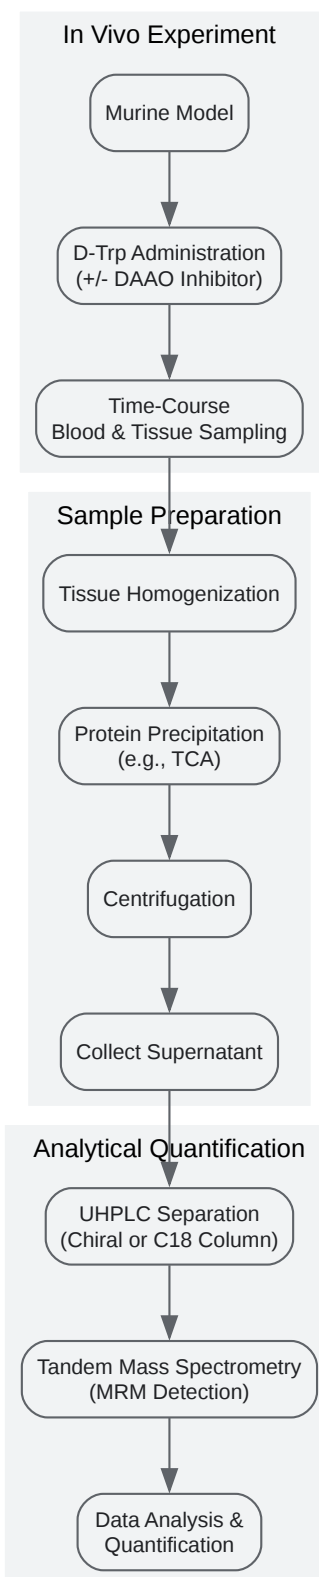 In Vivo Experiment
Murine Model
D-Trp Administration
(+/- DAAO Inhibitor)
Time-Course
Blood & Tissue Sampling
Sample Preparation
Tissue Homogenization
Protein Precipitation
(e.g., TCA)
Centrifugation
Collect Supernatant
Analytical Quantification
UHPLC Separation
(Chiral or C18 Column)
Tandem Mass Spectrometry
(MRM Detection)
Data Analysis &
Quantification